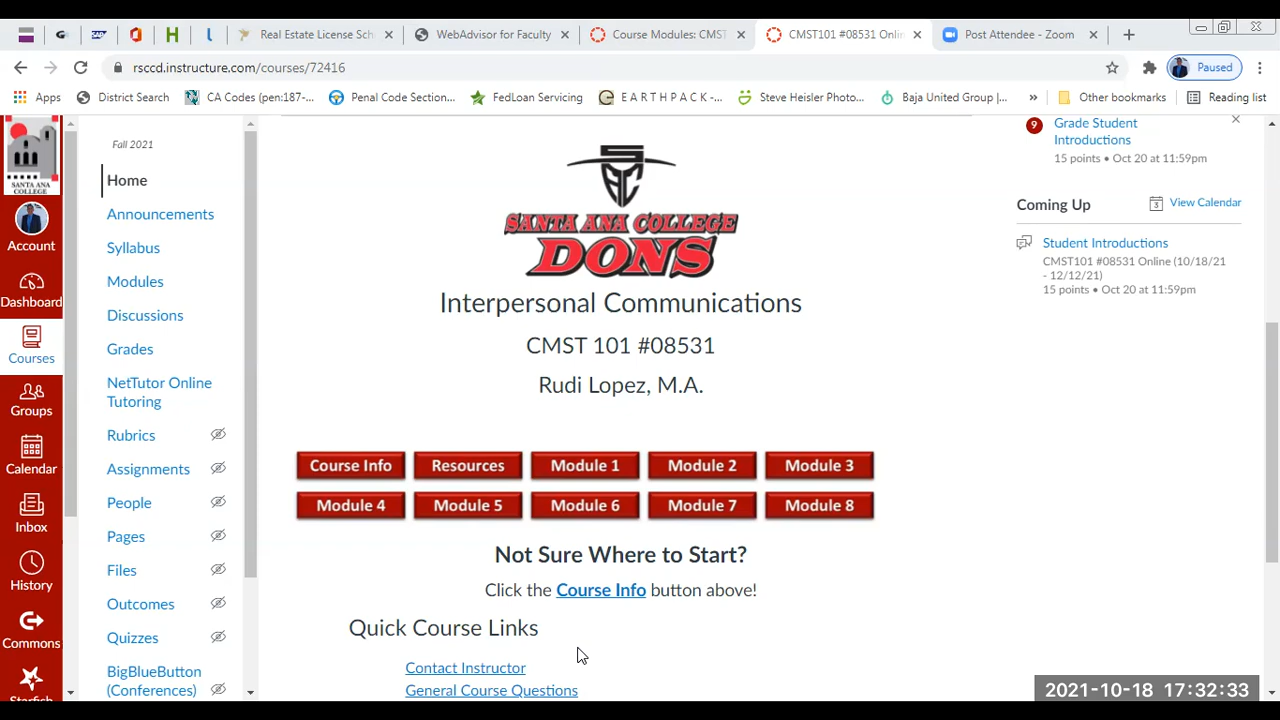 Real Estate License Sch
WebAdvisor for Faculty
Course Modules: CMST
CMST101 #08531 Onlin
Post Attendee - Zoom
rsccd.instructure.com/courses/72416
Paused
Apps
District Search
CA Codes (pen:187-...
Penal Code Section...
FedLoan Servicing
E A R T H P A C K -...
Steve Heisler Photo...
Baja United Group |...
»
Other bookmarks
Reading list
SANTA ANA
COLLEGE
Account
Dashboard
Courses
Groups
Calendar
Inbox
History
Commons
Starfish
Fall 2021
Home
Announcements
Syllabus
Modules
Discussions
Grades
NetTutor Online
Tutoring
Rubrics
Assignments
People
Pages
Files
Outcomes
Quizzes
BigBlueButton
(Conferences)
SAC
SANTA ANA COLLEGE
DONS
Interpersonal Communications
CMST 101 #08531
Rudi Lopez, M.A.
Course Info
Resources
Module 1
Module 2
Module 3
Module 4
Module 5
Module 6
Module 7
Module 8
Not Sure Where to Start?
Click the Course Info button above!
Quick Course Links
Contact Instructor
General Course Questions
9
Grade Student
Introductions
15 points • Oct 20 at 11:59pm
Coming Up
3
View Calendar
Student Introductions
CMST101 #08531 Online (10/18/21
- 12/12/21)
15 points • Oct 20 at 11:59pm
2021-10-18 17:32:33